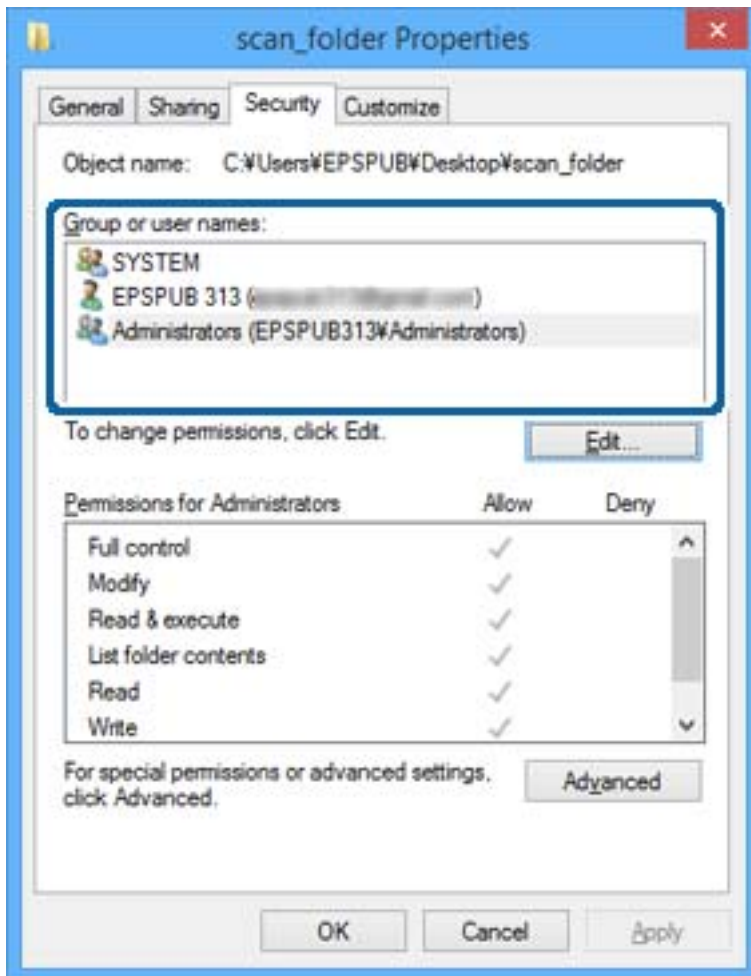 scan_folder Properties
General Sharing Security Customize
Object name: C:¥Users¥EPSPUB¥Desktop¥scan_folder
Group or user names:
SYSTEM
EPSPUB 313 ( )
Administrators (EPSPUB313¥Administrators)
To change permissions, click Edit.
Edit...
Permissions for Administrators Allow Deny
Full control
Modify
Read & execute
List folder contents
Read
Write
For special permissions or advanced settings,
click Advanced.
Advanced
OK Cancel Apply